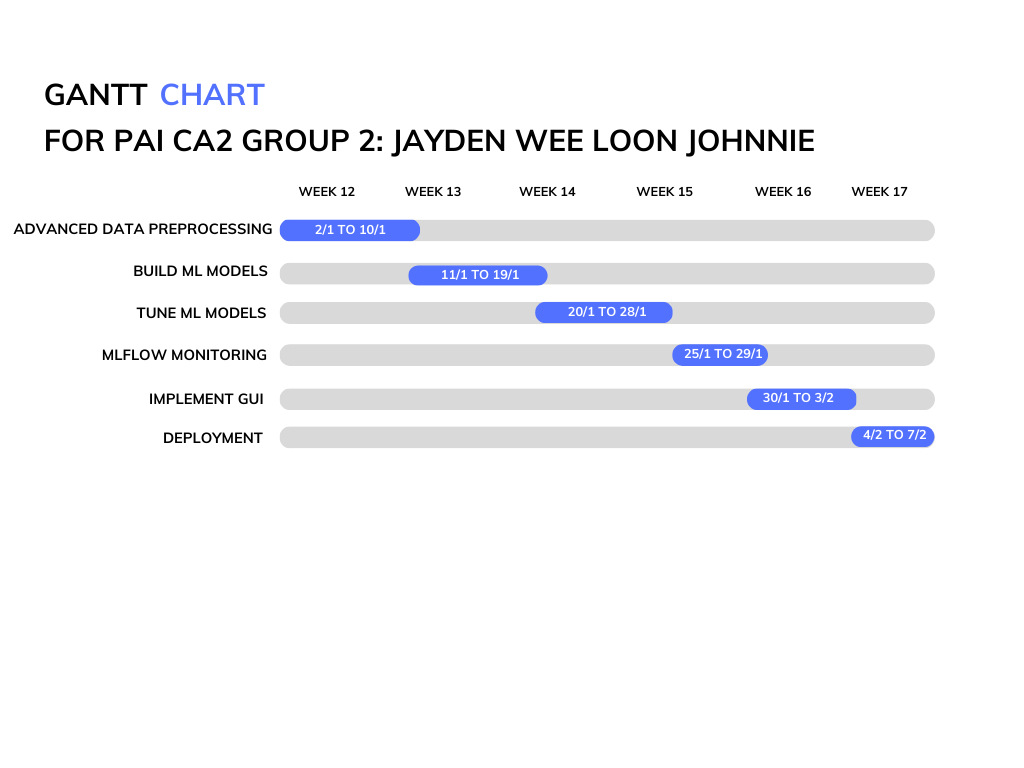 GANTT CHART
FOR PAI CA2 GROUP 2: JAYDEN WEE LOON JOHNNIE
WEEK 12 WEEK 13 WEEK 14 WEEK 15 WEEK 16 WEEK 17
ADVANCED DATA PREPROCESSING 2/1 TO 10/1
BUILD ML MODELS 11/1 TO 19/1
TUNE ML MODELS 20/1 TO 28/1
MLFLOW MONITORING 25/1 TO 29/1
IMPLEMENT GUI 30/1 TO 3/2
DEPLOYMENT 4/2 TO 7/2